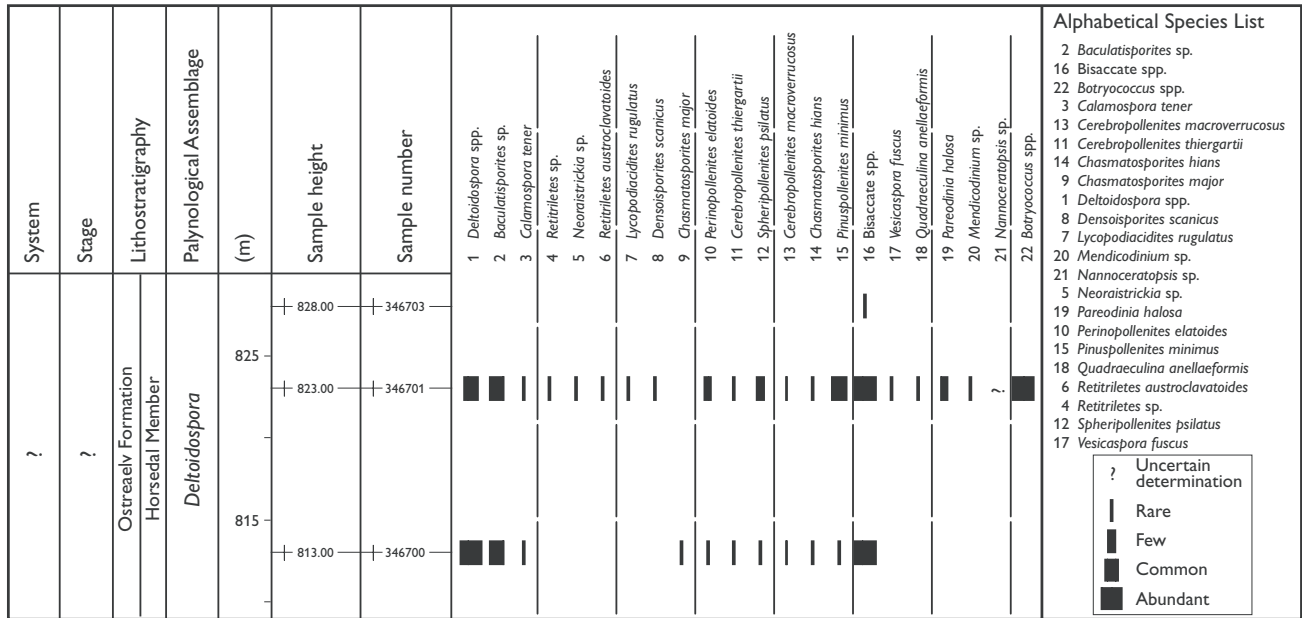 System
Stage
Lithostratigraphy
Palynological Assemblage
(m)
Sample height
Sample number
1 Deltoidospora spp.
2 Baculatisporites sp.
3 Calamospora tener
4 Retitriletes sp.
5 Neoraistrickia sp.
6 Retitriletes austroclavatoides
7 Lycopodiacidites rugulatus
8 Densoisporites scanicus
9 Chasmatosporites major
10 Perinopollenites elatoides
11 Cerebropollenites thiergartii
12 Spheripollenites psilatus
13 Cerebropollenites macroverrucosus
14 Chasmatosporites hians
15 Pinuspollenites minimus
16 Bisaccate spp.
17 Vesicaspora fuscus
18 Quadraeculina anellaeformis
19 Pareodinia halosa
20 Mendicodinium sp.
21 Nannoceratopsis sp.
22 Botryococcus spp.
?
?
Ostreaelv Formation
Horsedal Member
Deltoidospora
825
815
828.00
346703
823.00
346701
?
813.00
346700
Alphabetical Species List
2 Baculatisporites sp.
16 Bisaccate spp.
22 Botryococcus spp.
3 Calamospora tener
13 Cerebropollenites macroverrucosus
11 Cerebropollenites thiergartii
14 Chasmatosporites hians
9 Chasmatosporites major
1 Deltoidospora spp.
8 Densoisporites scanicus
7 Lycopodiacidites rugulatus
20 Mendicodinium sp.
21 Nannoceratopsis sp.
5 Neoraistrickia sp.
19 Pareodinia halosa
10 Perinopollenites elatoides
15 Pinuspollenites minimus
18 Quadraeculina anellaeformis
6 Retitriletes austroclavatoides
4 Retitriletes sp.
12 Spheripollenites psilatus
17 Vesicaspora fuscus
? Uncertain
determination
Rare
Few
Common
Abundant